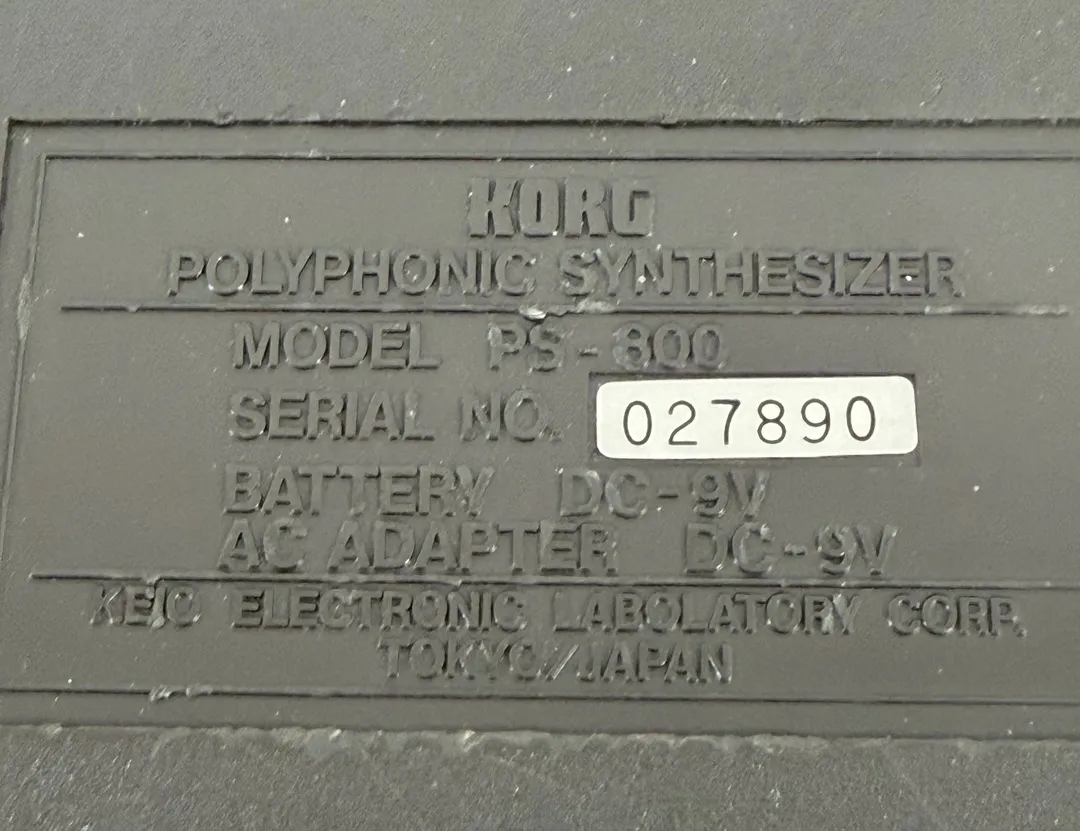 KORG
POLYPHONIC SYNTHESIZER
MODEL PS-800
SERIAL NO. 027890
BATTERY DC-9V
AC ADAPTER DC-9V
KEIO ELECTRONIC LABOLATORY CORP.
TOKYO/JAPAN